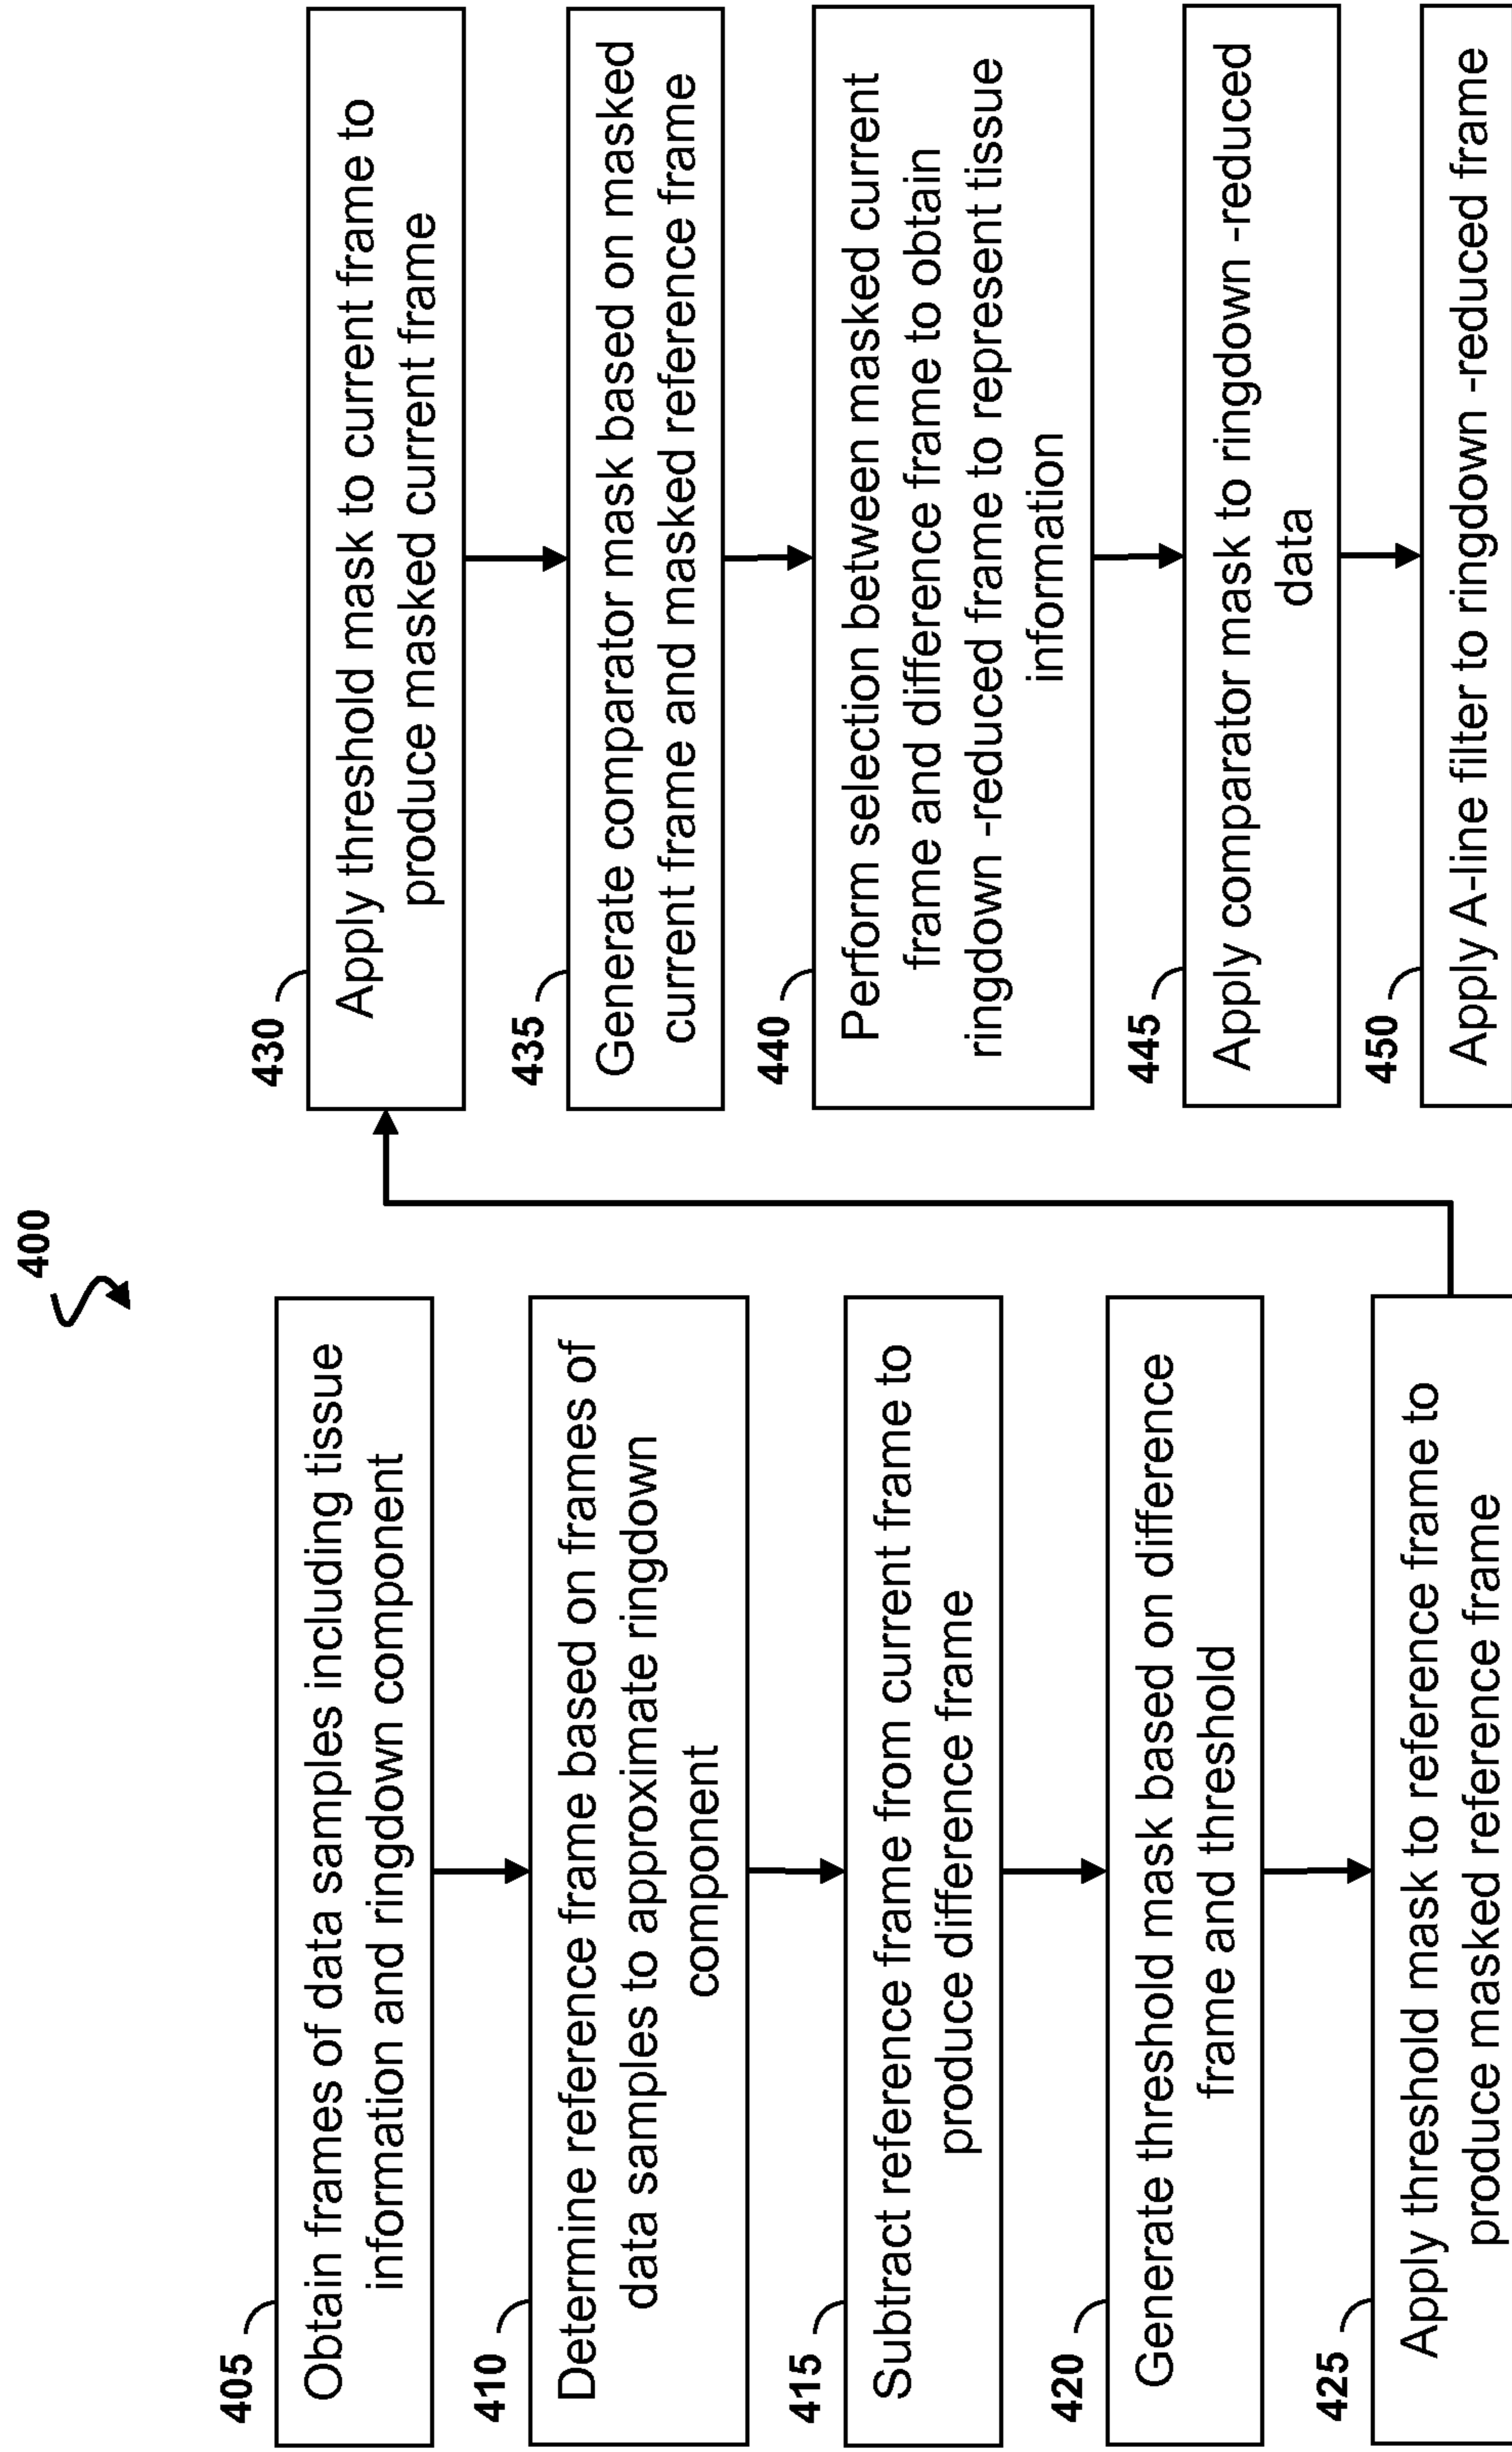 400
405
Obtain frames of data samples including tissue
information and ringdown component
410
Determine reference frame based on frames of
data samples to approximate ringdown
component
415
Subtract reference frame from current frame to
produce difference frame
420
Generate threshold mask based on difference
frame and threshold
425
Apply threshold mask to reference frame to
produce masked reference frame
430
Apply threshold mask to current frame to
produce masked current frame
435
Generate comparator mask based on masked
current frame and masked reference frame
440
Perform selection between masked current
frame and difference frame to obtain
ringdown -reduced frame to represent tissue
information
445
Apply comparator mask to ringdown -reduced
data
450
Apply A-line filter to ringdown -reduced frame